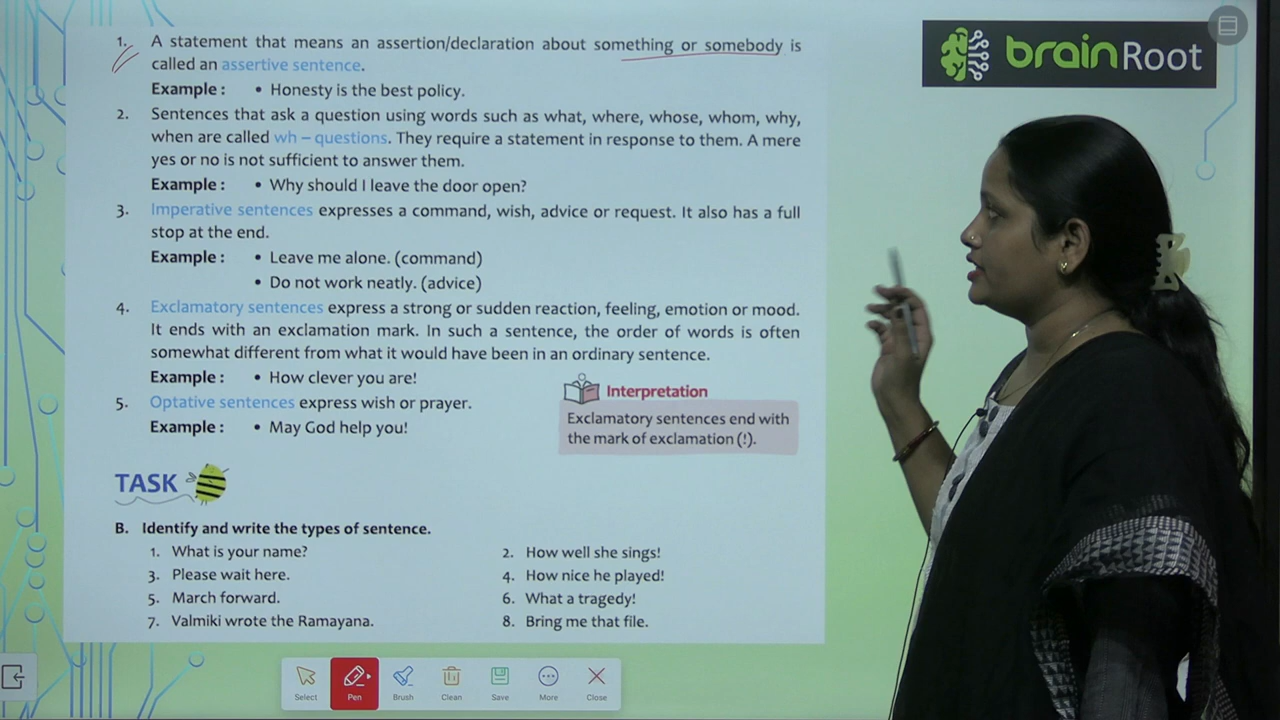 brainRoot
1. A statement that means an assertion/declaration about something or somebody is
called an assertive sentence.
Example : • Honesty is the best policy.
2. Sentences that ask a question using words such as what, where, whose, whom, why,
when are called wh – questions. They require a statement in response to them. A mere
yes or no is not sufficient to answer them.
Example : • Why should I leave the door open?
3. Imperative sentences expresses a command, wish, advice or request. It also has a full
stop at the end.
Example : • Leave me alone. (command)
• Do not work neatly. (advice)
4. Exclamatory sentences express a strong or sudden reaction, feeling, emotion or mood.
It ends with an exclamation mark. In such a sentence, the order of words is often
somewhat different from what it would have been in an ordinary sentence.
Example : • How clever you are!
5. Optative sentences express wish or prayer.
Example : • May God help you!
Interpretation
Exclamatory sentences end with
the mark of exclamation (!).
TASK
B. Identify and write the types of sentence.
1. What is your name?
2. How well she sings!
3. Please wait here.
4. How nice he played!
5. March forward.
6. What a tragedy!
7. Valmiki wrote the Ramayana.
8. Bring me that file.
Select Pen Brush Clean Save More Close